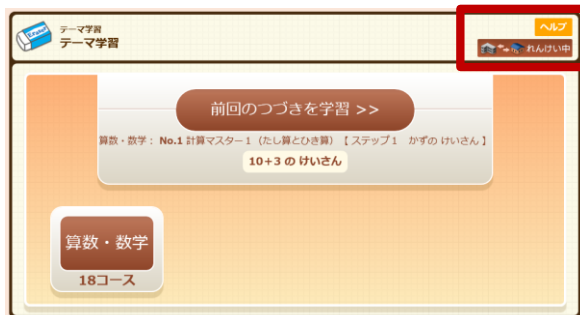 テーマ学習
テーマ学習
ヘルプ
れんけい中
前回のつづきを学習 >>
算数・数学： No.1 計算マスター１（たし算とひき算）【 ステップ１　かずの けいさん 】
10+3 の けいさん
算数・数学
18コース